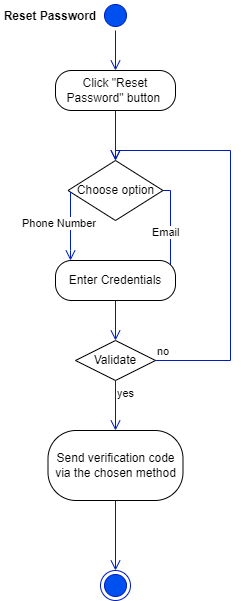 Reset Password
Click "Reset
Password" button
Choose option
Phone Number
Email
Enter Credentials
Validate
no
yes
Send verification code
via the chosen method